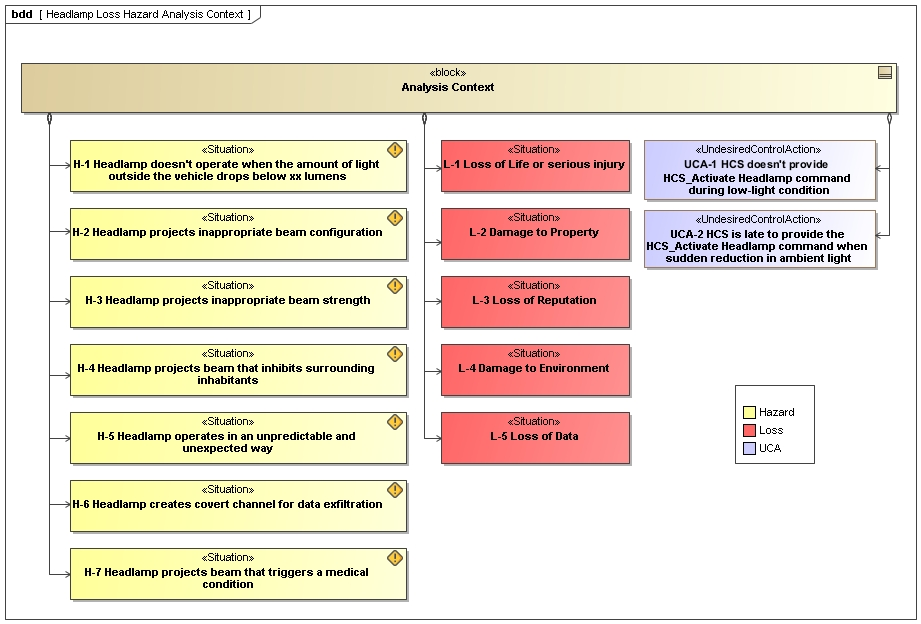 bdd [ Headlamp Loss Hazard Analysis Context ]
«block»
Analysis Context
«Situation»
H-1 Headlamp doesn't operate when the amount of light
outside the vehicle drops below xx lumens
«Situation»
H-2 Headlamp projects inappropriate beam configuration
«Situation»
H-3 Headlamp projects inappropriate beam strength
«Situation»
H-4 Headlamp projects beam that inhibits surrounding
inhabitants
«Situation»
H-5 Headlamp operates in an unpredictable and
unexpected way
«Situation»
H-6 Headlamp creates covert channel for data exfiltration
«Situation»
H-7 Headlamp projects beam that triggers a medical
condition
«Situation»
L-1 Loss of Life or serious injury
«Situation»
L-2 Damage to Property
«Situation»
L-3 Loss of Reputation
«Situation»
L-4 Damage to Environment
«Situation»
L-5 Loss of Data
«UndesiredControlAction»
UCA-1 HCS doesn't provide
HCS_Activate Headlamp command
during low-light condition
«UndesiredControlAction»
UCA-2 HCS is late to provide the
HCS_Activate Headlamp command when
sudden reduction in ambient light
Hazard
Loss
UCA